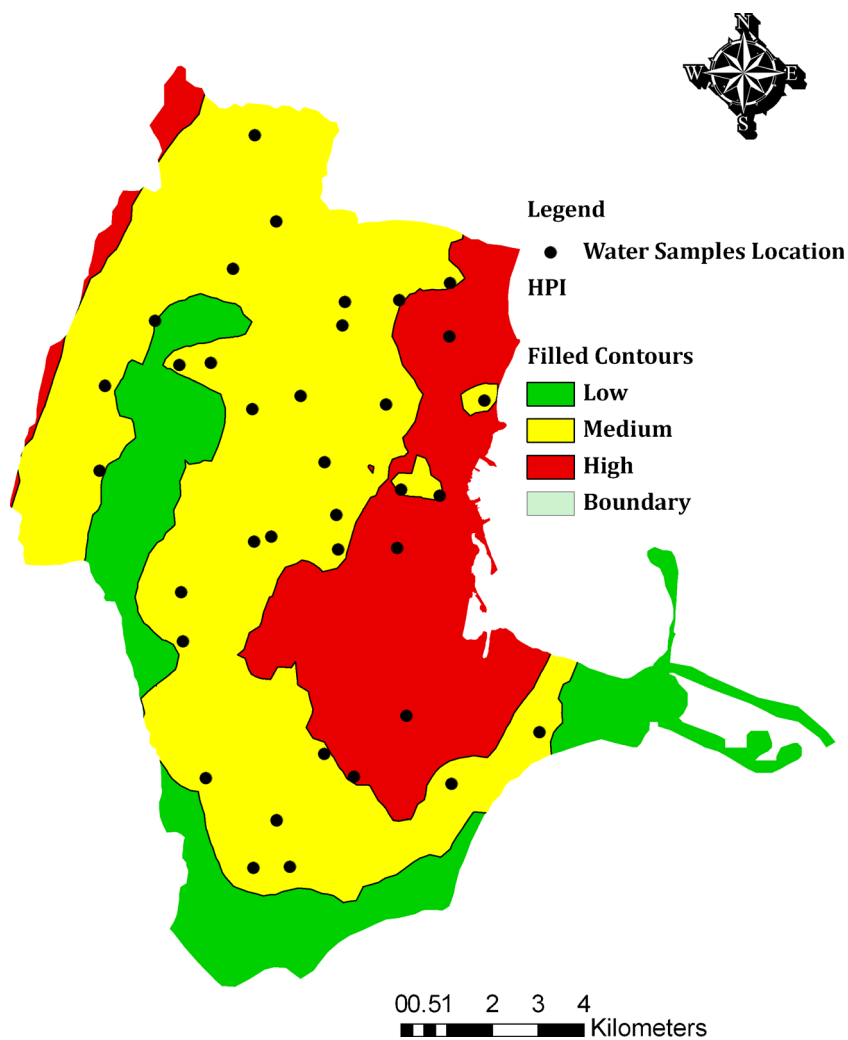 N
W E
S
Legend
Water Samples Location
HPI
Filled Contours
Low
Medium
High
Boundary
00.51 2 3 4
Kilometers